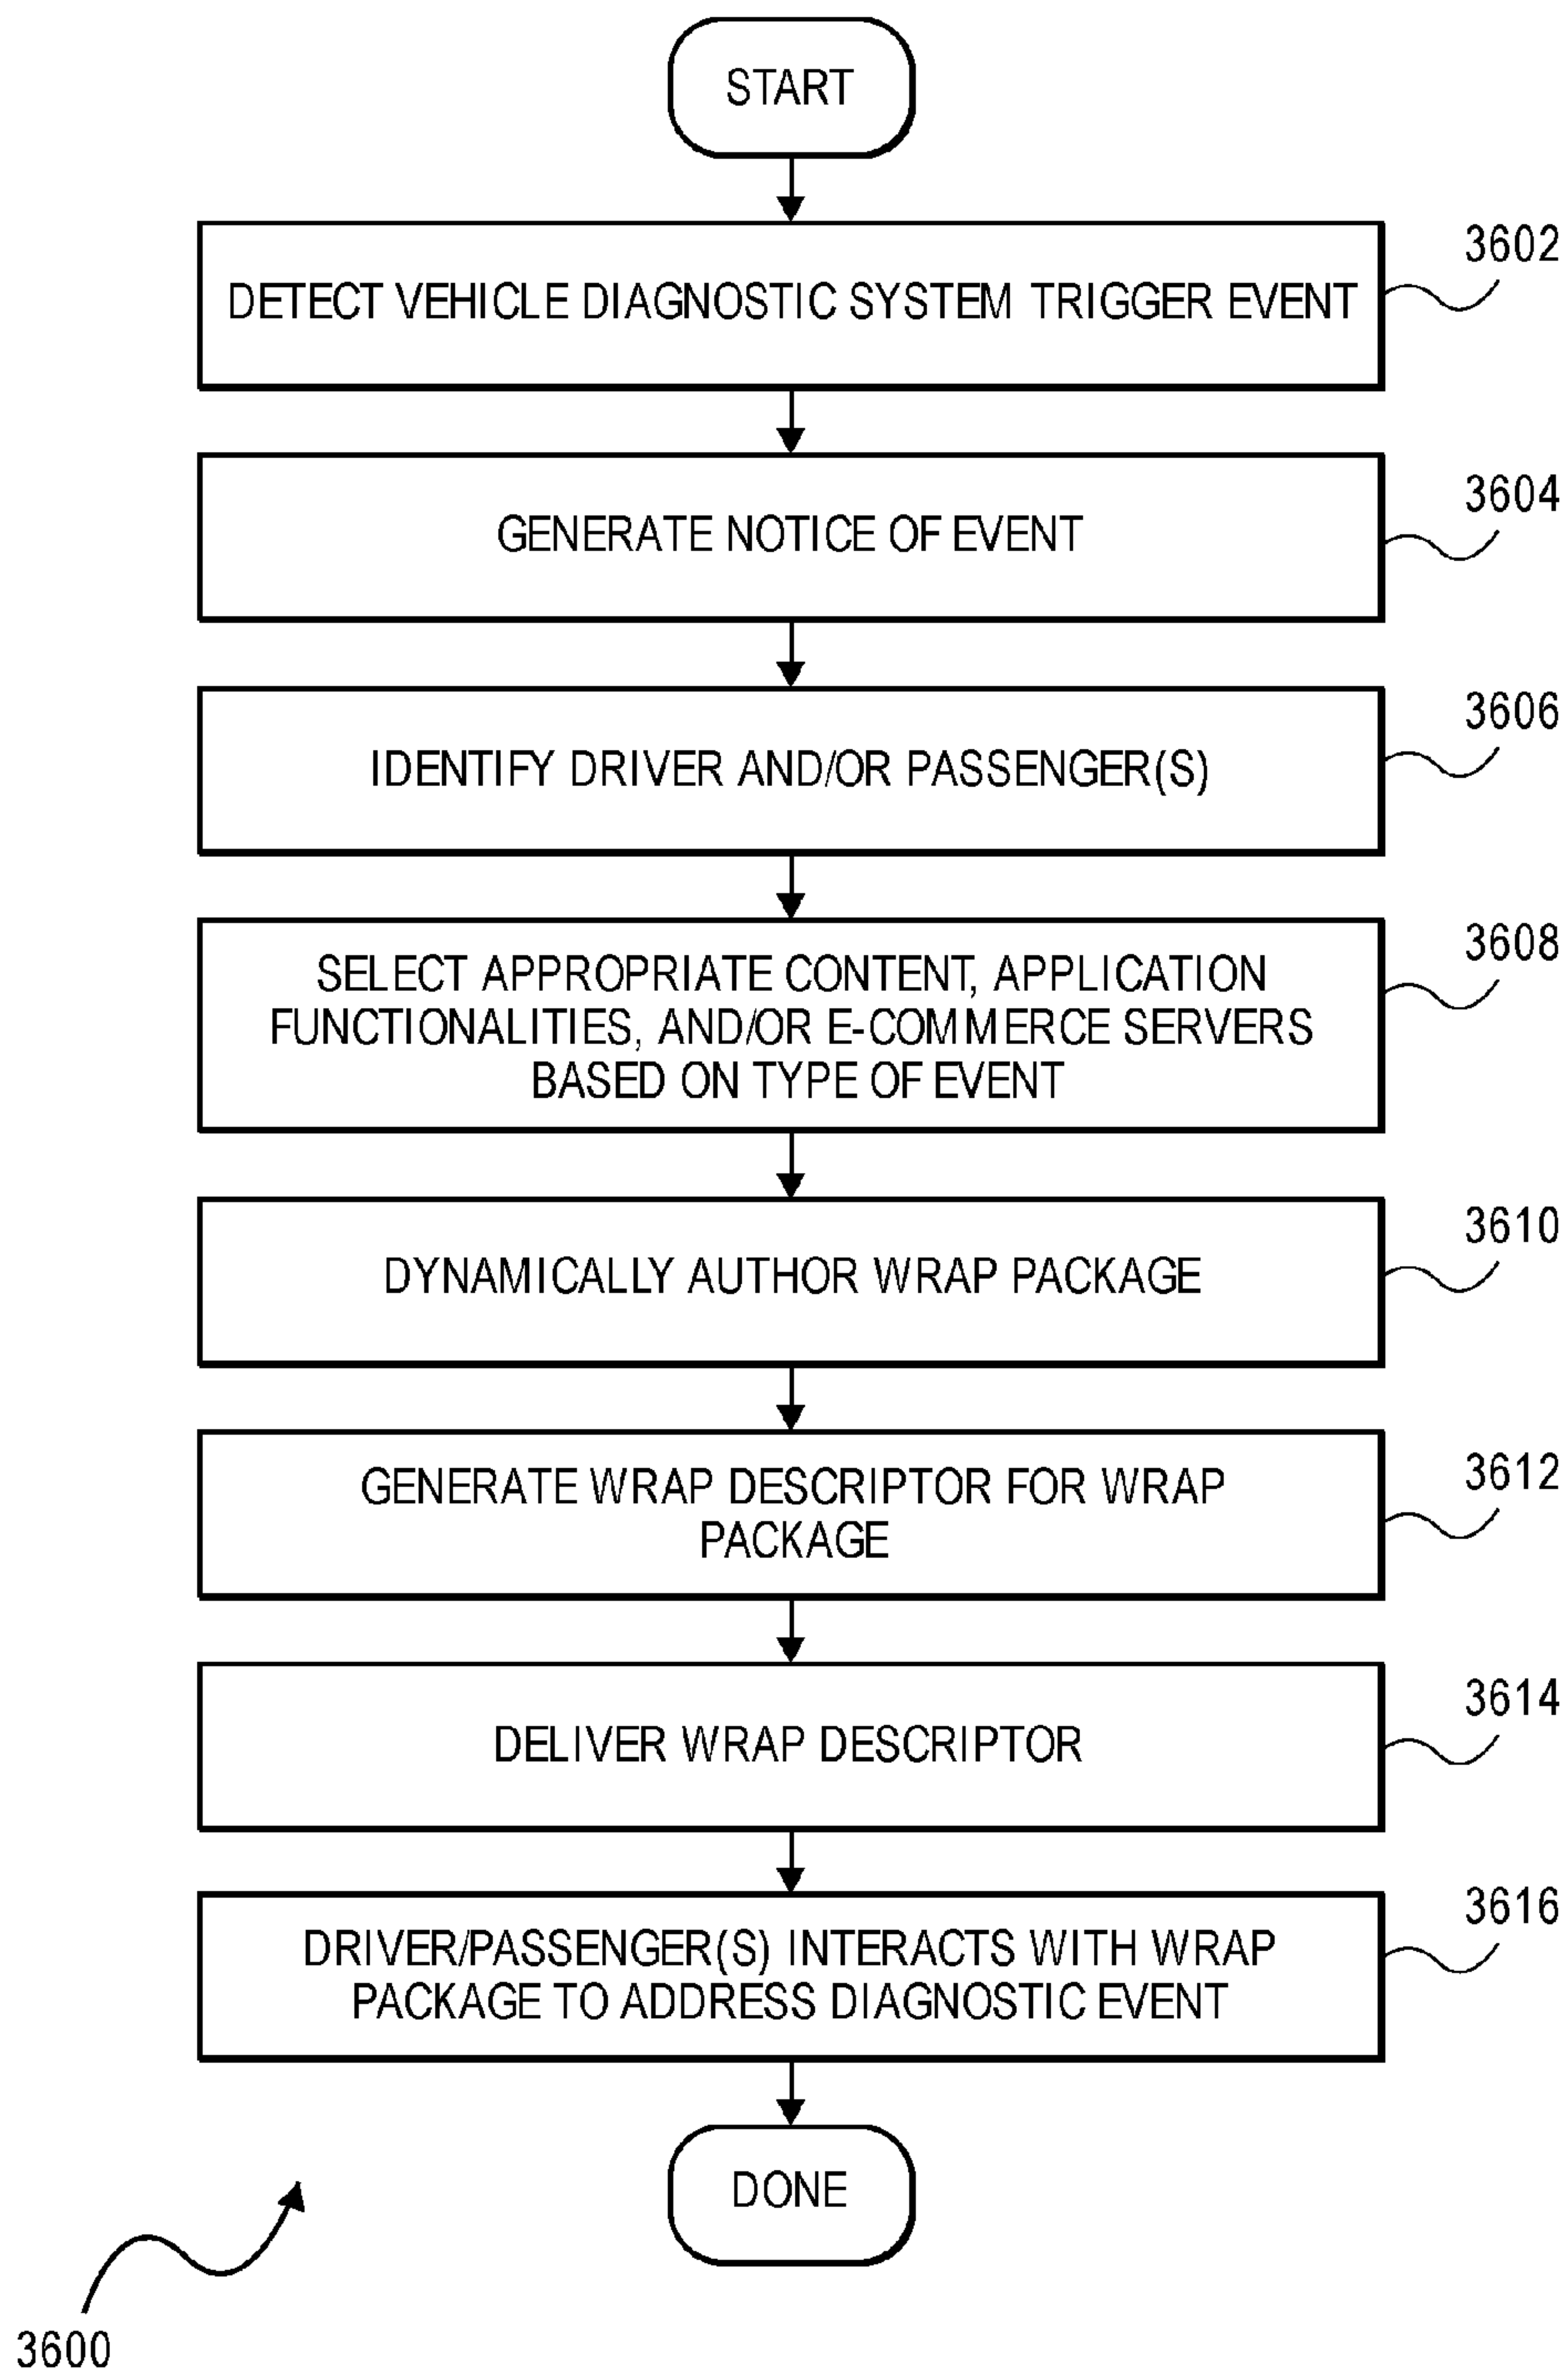 START
DETECT VEHICLE DIAGNOSTIC SYSTEM TRIGGER EVENT
3602
GENERATE NOTICE OF EVENT
3604
IDENTIFY DRIVER AND/OR PASSENGER(S)
3606
SELECT APPROPRIATE CONTENT, APPLICATION
FUNCTIONALITIES, AND/OR E-COMMERCE SERVERS
BASED ON TYPE OF EVENT
3608
DYNAMICALLY AUTHOR WRAP PACKAGE
3610
GENERATE WRAP DESCRIPTOR FOR WRAP
PACKAGE
3612
DELIVER WRAP DESCRIPTOR
3614
DRIVER/PASSENGER(S) INTERACTS WITH WRAP
PACKAGE TO ADDRESS DIAGNOSTIC EVENT
3616
DONE
3600